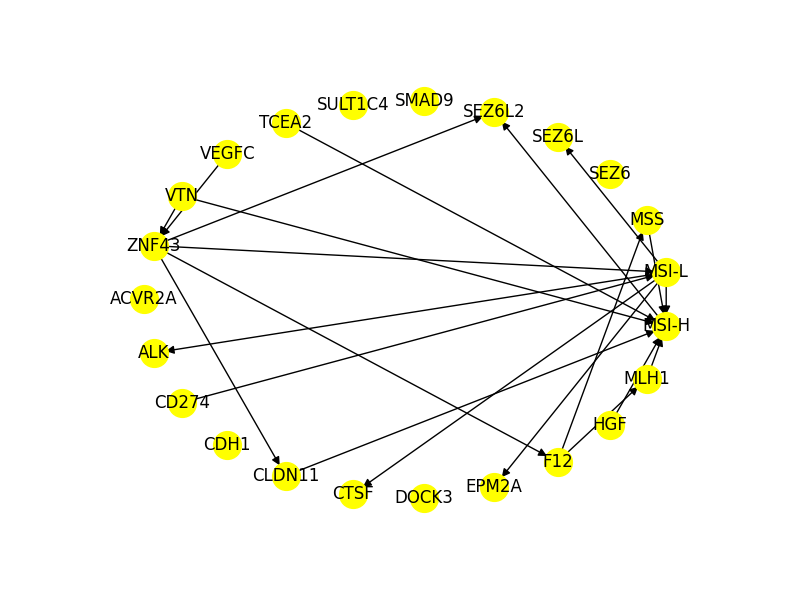 SMAD9
SULT1C4
SEZ6L2
TCEA2
SEZ6L
VEGFC
SEZ6
VTN
MSS
ZNF43
MSI-L
ACVR2A
MSI-H
ALK
MLH1
CD274
HGF
CDH1
F12
CLDN11
EPM2A
CTSF
DOCK3